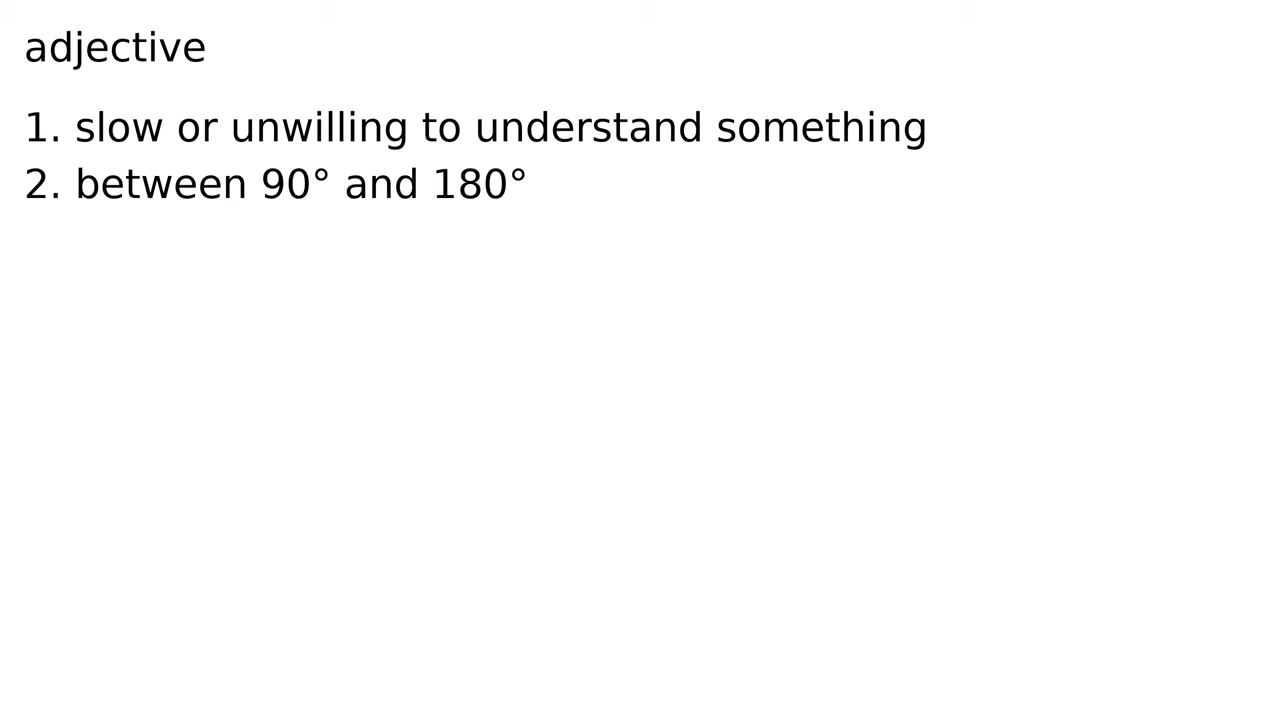 adjective
1. slow or unwilling to understand something
2. between 90° and 180°